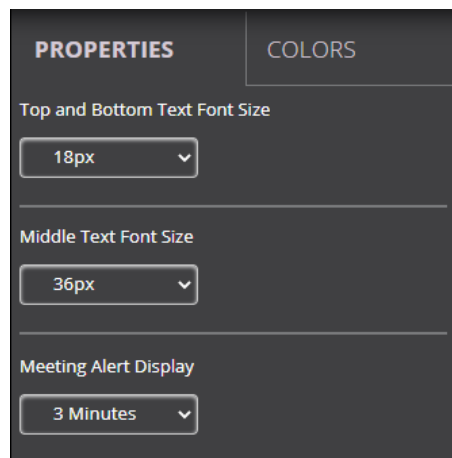 PROPERTIES COLORS
Top and Bottom Text Font Size
18px
Middle Text Font Size
36px
Meeting Alert Display
3 Minutes